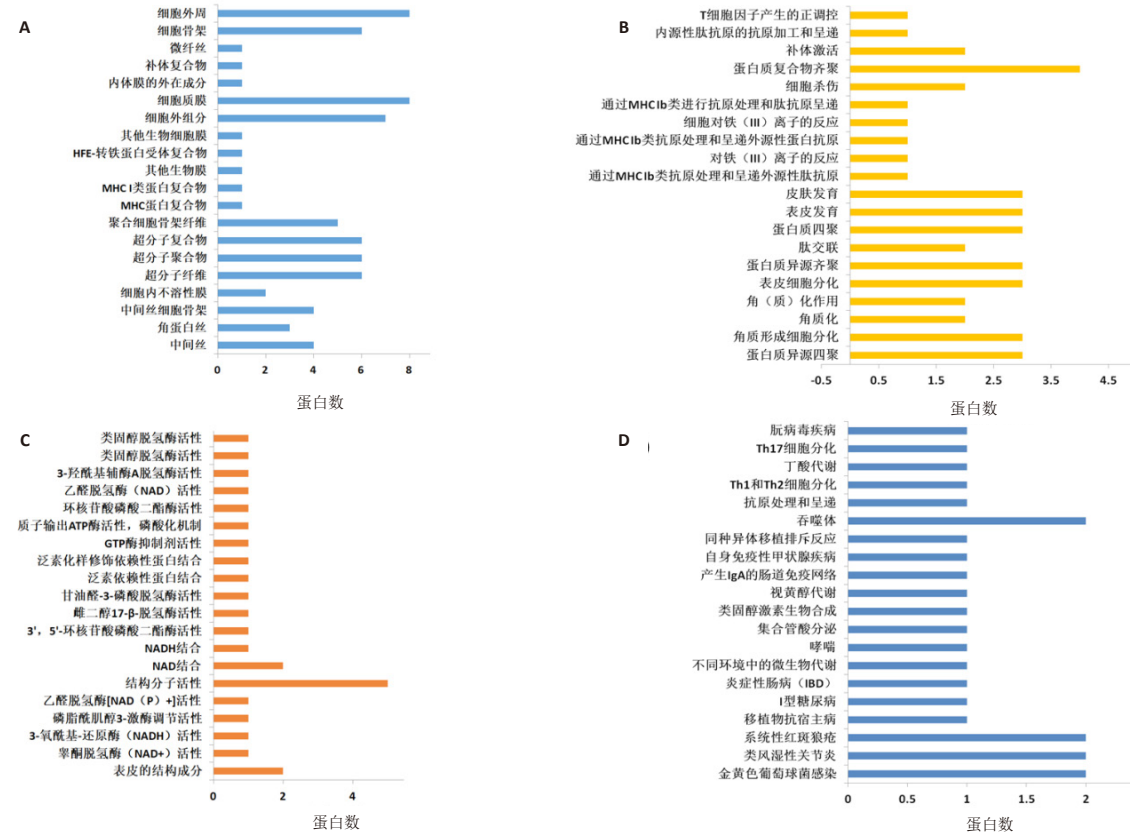 A
细胞外周
细胞骨架
微纤丝
补体复合物
内体膜的外在成分
细胞质膜
细胞外组分
其他生物细胞膜
HFE-转铁蛋白受体复合物
其他生物膜
MHC I类蛋白复合物
MHC蛋白复合物
聚合细胞骨架纤维
超分子复合物
超分子聚合物
超分子纤维
细胞内不溶性膜
中间丝细胞骨架
角蛋白丝
中间丝
0 2 4 6 8
蛋白数
B
T细胞因子产生的正调控
内源性肽抗原的抗原加工和呈递
补体激活
蛋白质复合物齐聚
细胞杀伤
通过MHC Ib类进行抗原处理和肽抗原呈递
细胞对铁（III）离子的反应
通过MHC Ib类抗原处理和呈递外源性蛋白抗原
对铁（III）离子的反应
通过MHC Ib类抗原处理和呈递外源性肽抗原
皮肤发育
表皮发育
蛋白质四聚
肽交联
蛋白质异源齐聚
表皮细胞分化
角（质）化作用
角质化
角质形成细胞分化
蛋白质异源四聚
-0.5 0.5 1.5 2.5 3.5 4.5
蛋白数
C
类固醇脱氢酶活性
类固醇脱氢酶活性
3-羟酰基辅酶A脱氢酶活性
乙醛脱氢酶（NAD）活性
环核苷酸磷酸二酯酶活性
质子输出ATP酶活性，磷酸化机制
GTP酶抑制剂活性
泛素化样修饰依赖性蛋白结合
泛素依赖性蛋白结合
甘油醛-3-磷酸脱氢酶活性
雌二醇17-β-脱氢酶活性
3'，5'-环核苷酸磷酸二酯酶活性
NADH结合
NAD结合
结构分子活性
乙醛脱氢酶[NAD（P）+]活性
磷脂酰肌醇3-激酶调节活性
3-氧酰基-还原酶（NADH）活性
睾酮脱氢酶（NAD+）活性
表皮的结构成分
0 2 4
蛋白数
D
朊病毒疾病
Th17细胞分化
丁酸代谢
Th1和Th2细胞分化
抗原处理和呈递
吞噬体
同种异体移植排斥反应
自身免疫性甲状腺疾病
产生IgA的肠道免疫网络
视黄醇代谢
类固醇激素生物合成
集合管酸分泌
哮喘
不同环境中的微生物代谢
炎症性肠病（IBD）
I型糖尿病
移植物抗宿主病
系统性红斑狼疮
类风湿性关节炎
金黄色葡萄球菌感染
0 0.5 1 1.5 2
蛋白数